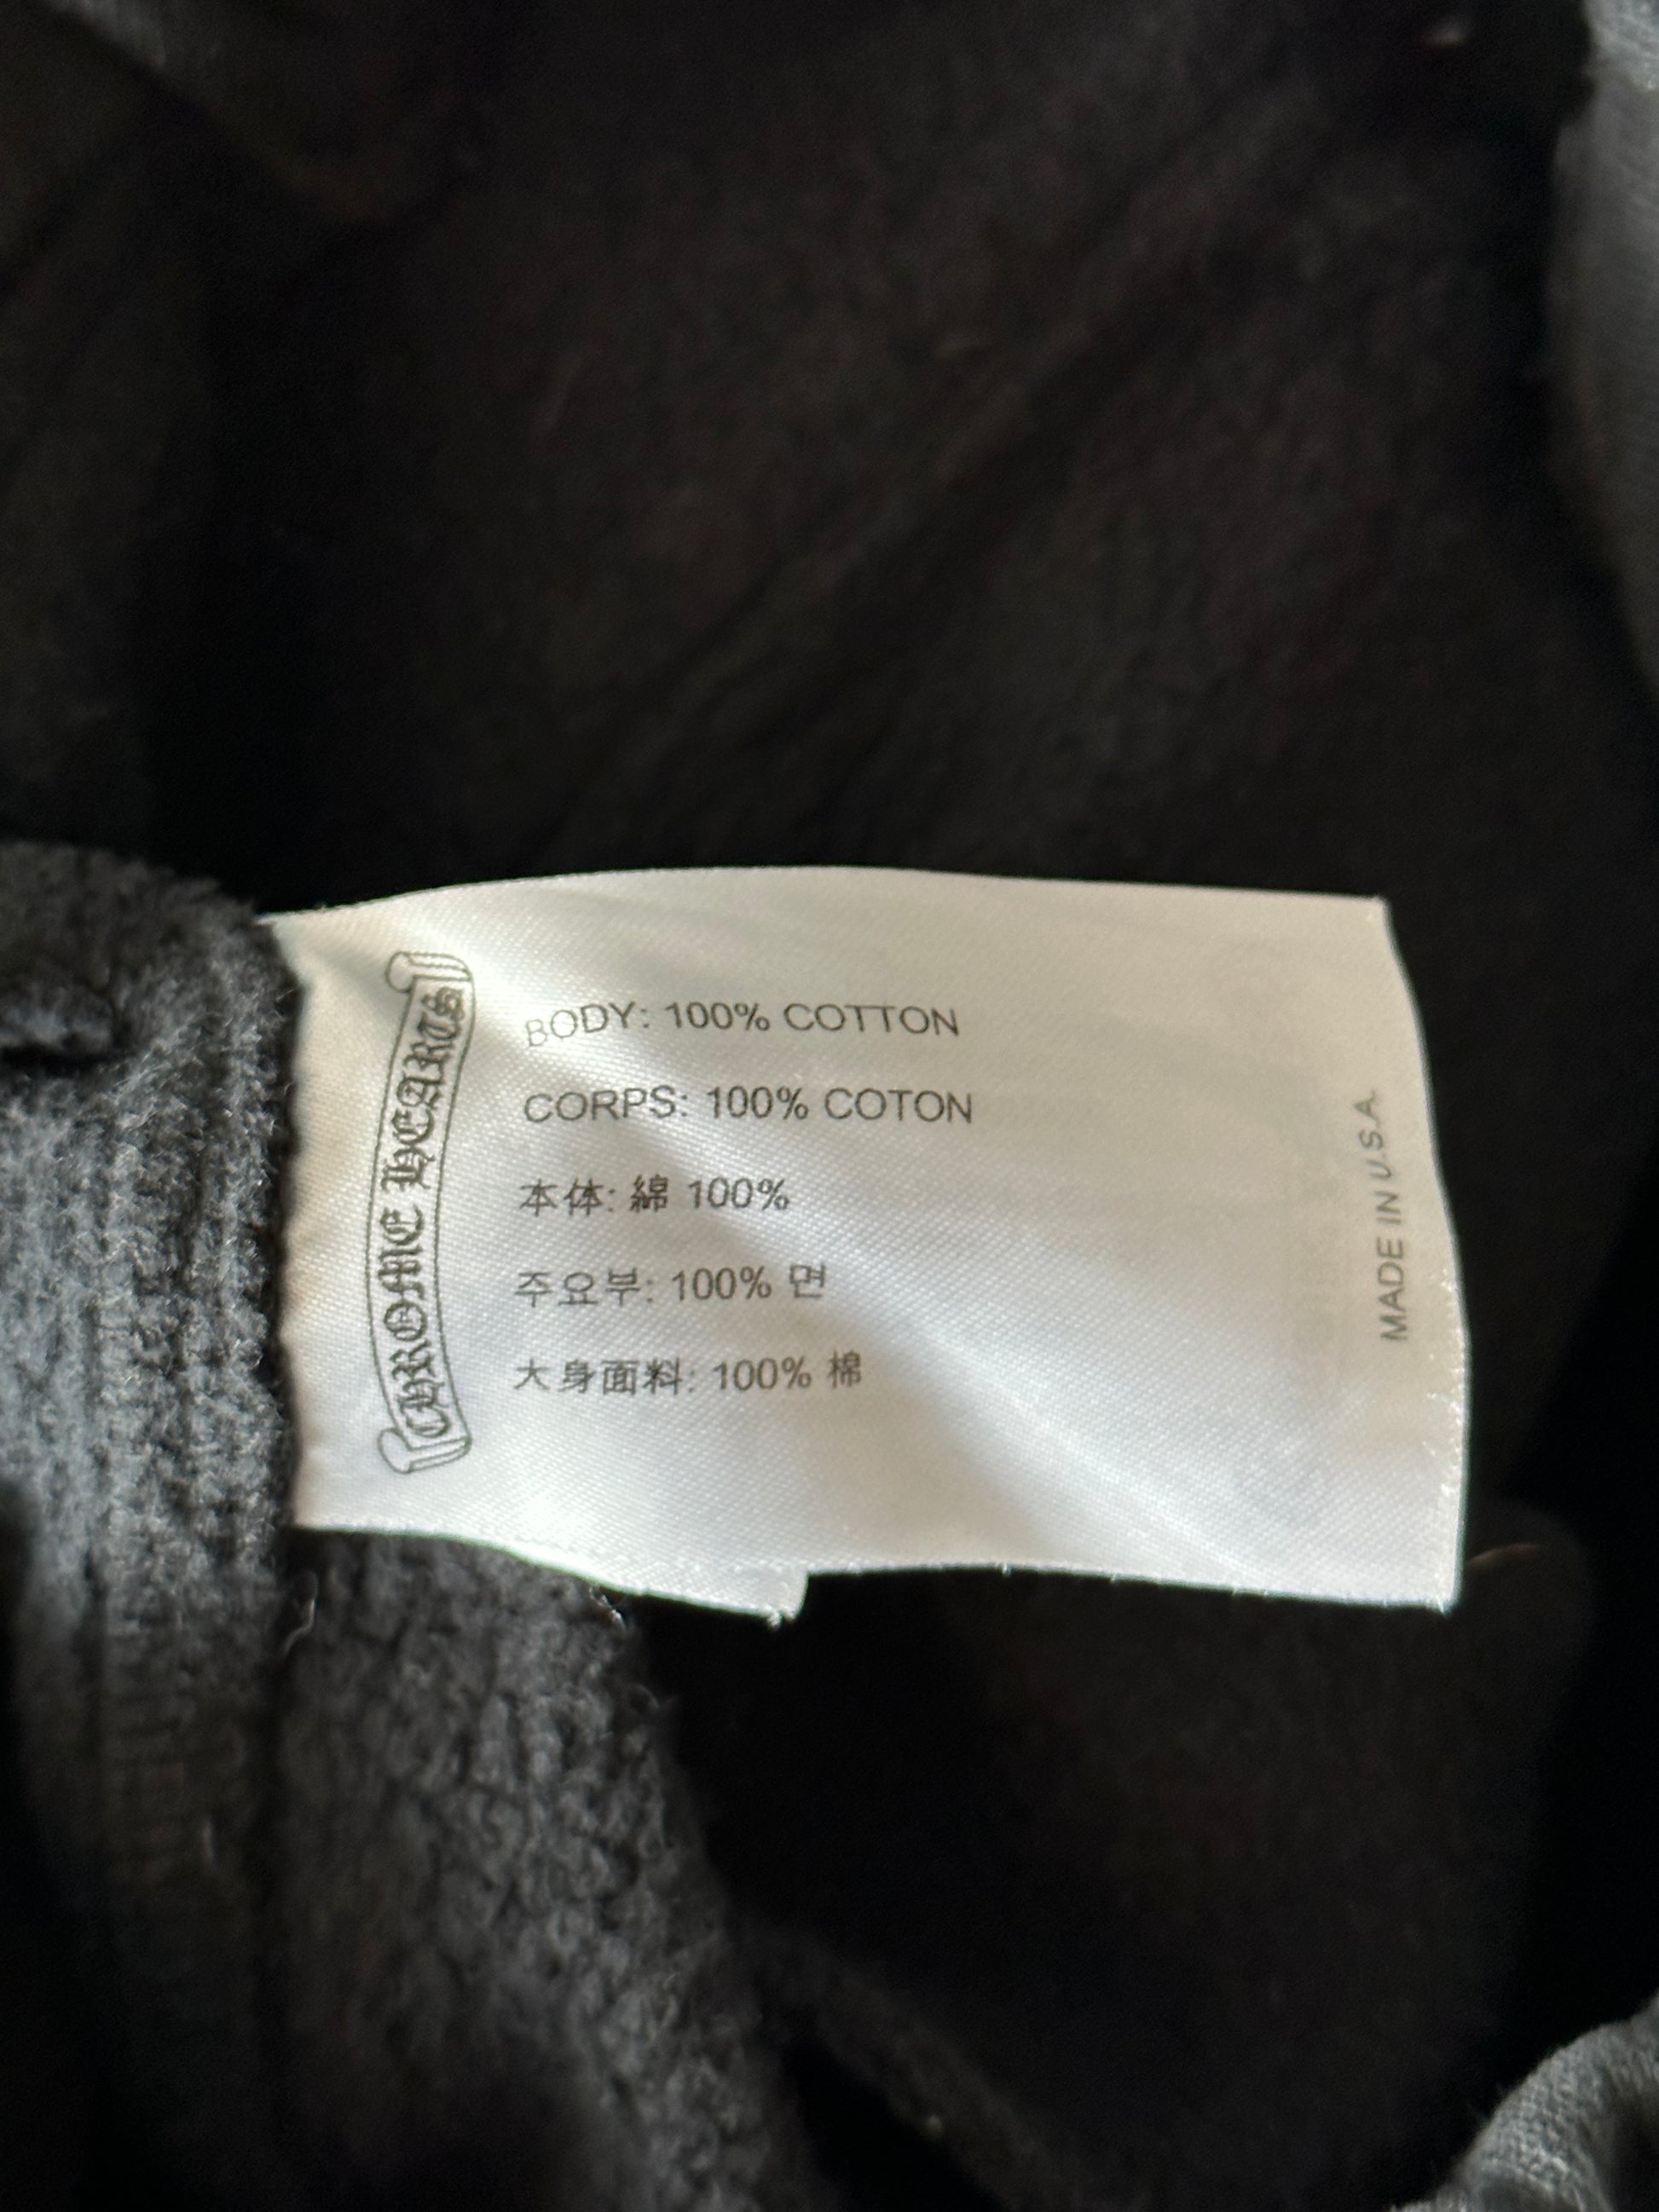 CHROME HEARTS
BODY: 100% COTTON
CORPS: 100% COTON
本体: 綿 100%
주요부: 100% 면
大身面料: 100% 棉
MADE IN U.S.A.